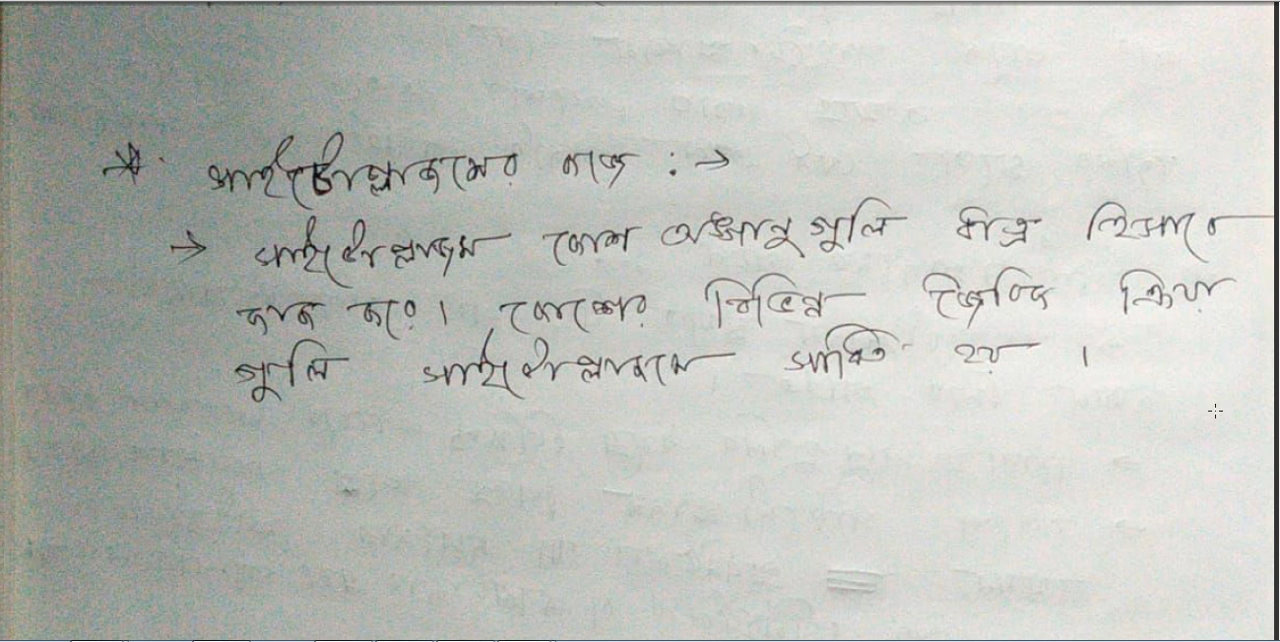 * সাইটোপ্লাজমের কাজ :→
→ সাইটোপ্লাজম কোশ অঙ্গানু গুলি ধাত্র হিসাবে
কাজ করে। কোশের বিভিন্ন জৈবিক ক্রিয়া
গুলি সাইটোপ্লাজমে সাধিত হয় ।